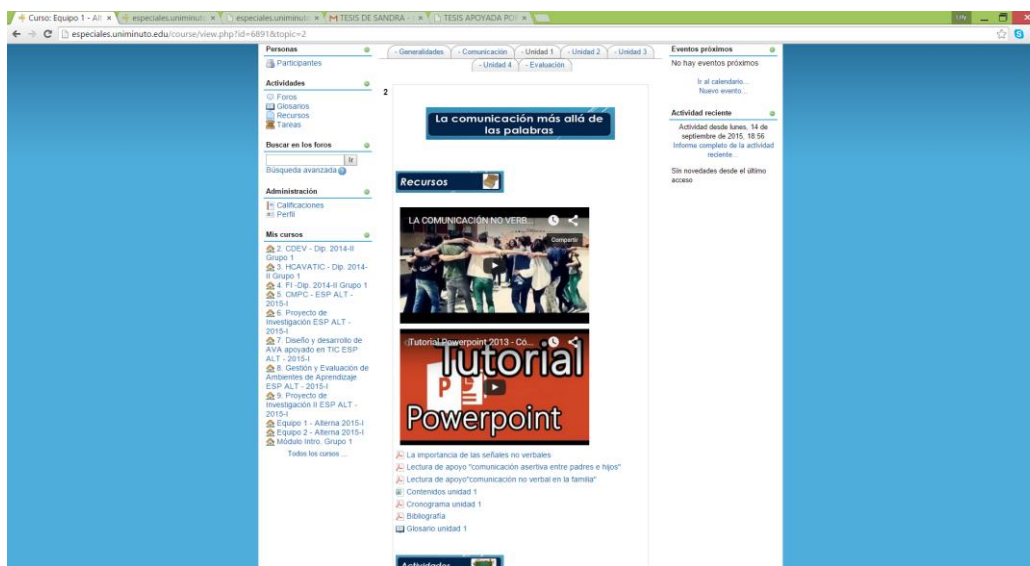 Curso: Equipo 1 - Alt
especiales.uniminuto
especiales.uniminuto
TESIS DE SANDRA -
TESIS APOYADA POR
especiales.uniminuto.edu/course/view.php?id=6891&topic=2
Personas
Participantes
Actividades
Foros
Glosarios
Recursos
Tareas
Buscar en los foros
Ir
Búsqueda avanzada
Administración
Calificaciones
Perfil
Mis cursos
2. CDEV - Dip. 2014-II
Grupo 1
3. HCAVATIC - Dip. 2014-
II Grupo 1
4. FI -Dip. 2014-II Grupo 1
5. CMPC - ESP ALT -
2015-I
6. Proyecto de
Investigación ESP ALT -
2015-I
7. Diseño y desarrollo de
AVA apoyado en TIC ESP
ALT - 2015-I
8. Gestión y Evaluación de
Ambientes de Aprendizaje
ESP ALT - 2015-I
9. Proyecto de
Investigación II ESP ALT -
2015-I
Equipo 1 - Alterna 2015-I
Equipo 2 - Alterna 2015-I
Módulo Intro. Grupo 1
Todos los cursos ...
- Generalidades
- Comunicación
- Unidad 1
- Unidad 2
- Unidad 3
- Unidad 4
- Evaluación
2
La comunicación más allá de
las palabras
Recursos
LA COMUNICACIÓN NO VERB...
Compartir
Tutorial Powerpoint 2013 - Có...
Tutorial
P
Powerpoint
La importancia de las señales no verbales
Lectura de apoyo "comunicación asertiva entre padres e hijos"
Lectura de apoyo"comunicación no verbal en la familia"
Contenidos unidad 1
Cronograma unidad 1
Bibliografía
Glosario unidad 1
Actividades
Eventos próximos
No hay eventos próximos
Ir al calendario...
Nuevo evento...
Actividad reciente
Actividad desde lunes, 14 de
septiembre de 2015, 18:56
Informe completo de la actividad
reciente...
Sin novedades desde el último
acceso